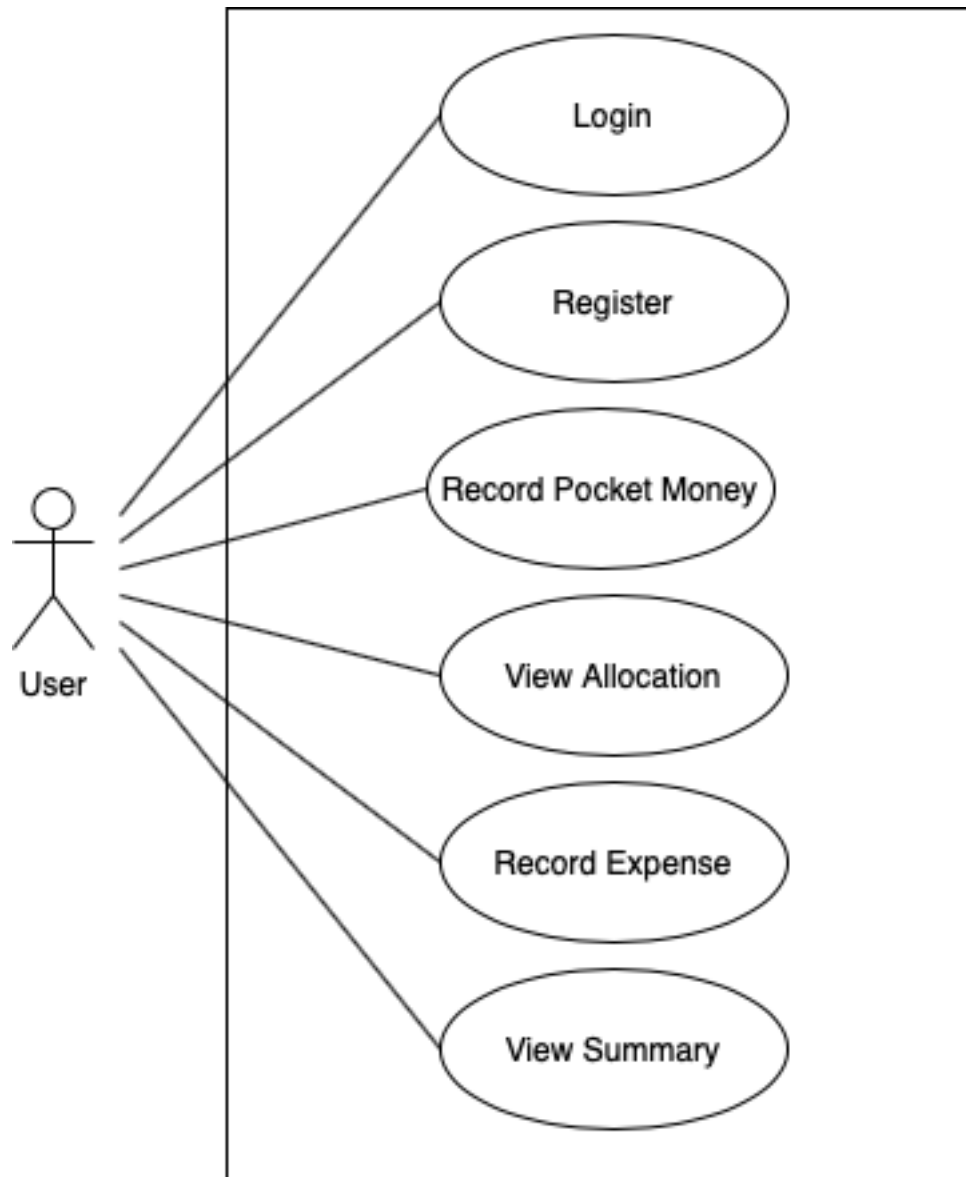 Login
Register
Record Pocket Money
View Allocation
User
Record Expense
View Summary